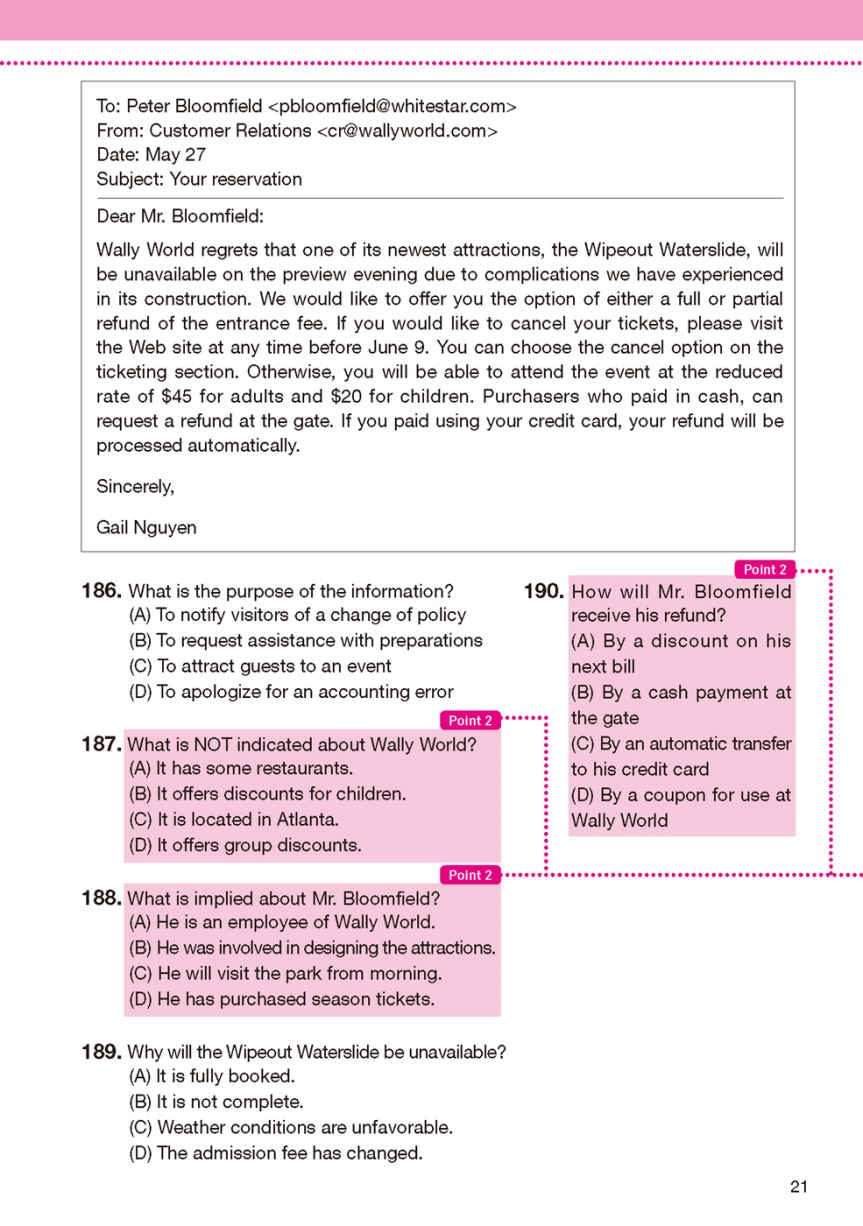 To: Peter Bloomfield <pbloomfield@whitestar.com>
From: Customer Relations <cr@wallyworld.com>
Date: May 27
Subject: Your reservation
Dear Mr. Bloomfield:
Wally World regrets that one of its newest attractions, the Wipeout Waterslide, will
be unavailable on the preview evening due to complications we have experienced
in its construction. We would like to offer you the option of either a full or partial
refund of the entrance fee. If you would like to cancel your tickets, please visit
the Web site at any time before June 9. You can choose the cancel option on the
ticketing section. Otherwise, you will be able to attend the event at the reduced
rate of $45 for adults and $20 for children. Purchasers who paid in cash, can
request a refund at the gate. If you paid using your credit card, your refund will be
processed automatically.
Sincerely,
Gail Nguyen
186. What is the purpose of the information?
(A) To notify visitors of a change of policy
(B) To request assistance with preparations
(C) To attract guests to an event
(D) To apologize for an accounting error
Point 2
187. What is NOT indicated about Wally World?
(A) It has some restaurants.
(B) It offers discounts for children.
(C) It is located in Atlanta.
(D) It offers group discounts.
Point 2
188. What is implied about Mr. Bloomfield?
(A) He is an employee of Wally World.
(B) He was involved in designing the attractions.
(C) He will visit the park from morning.
(D) He has purchased season tickets.
189. Why will the Wipeout Waterslide be unavailable?
(A) It is fully booked.
(B) It is not complete.
(C) Weather conditions are unfavorable.
(D) The admission fee has changed.
Point 2
190. How will Mr. Bloomfield
receive his refund?
(A) By a discount on his
next bill
(B) By a cash payment at
the gate
(C) By an automatic transfer
to his credit card
(D) By a coupon for use at
Wally World
21